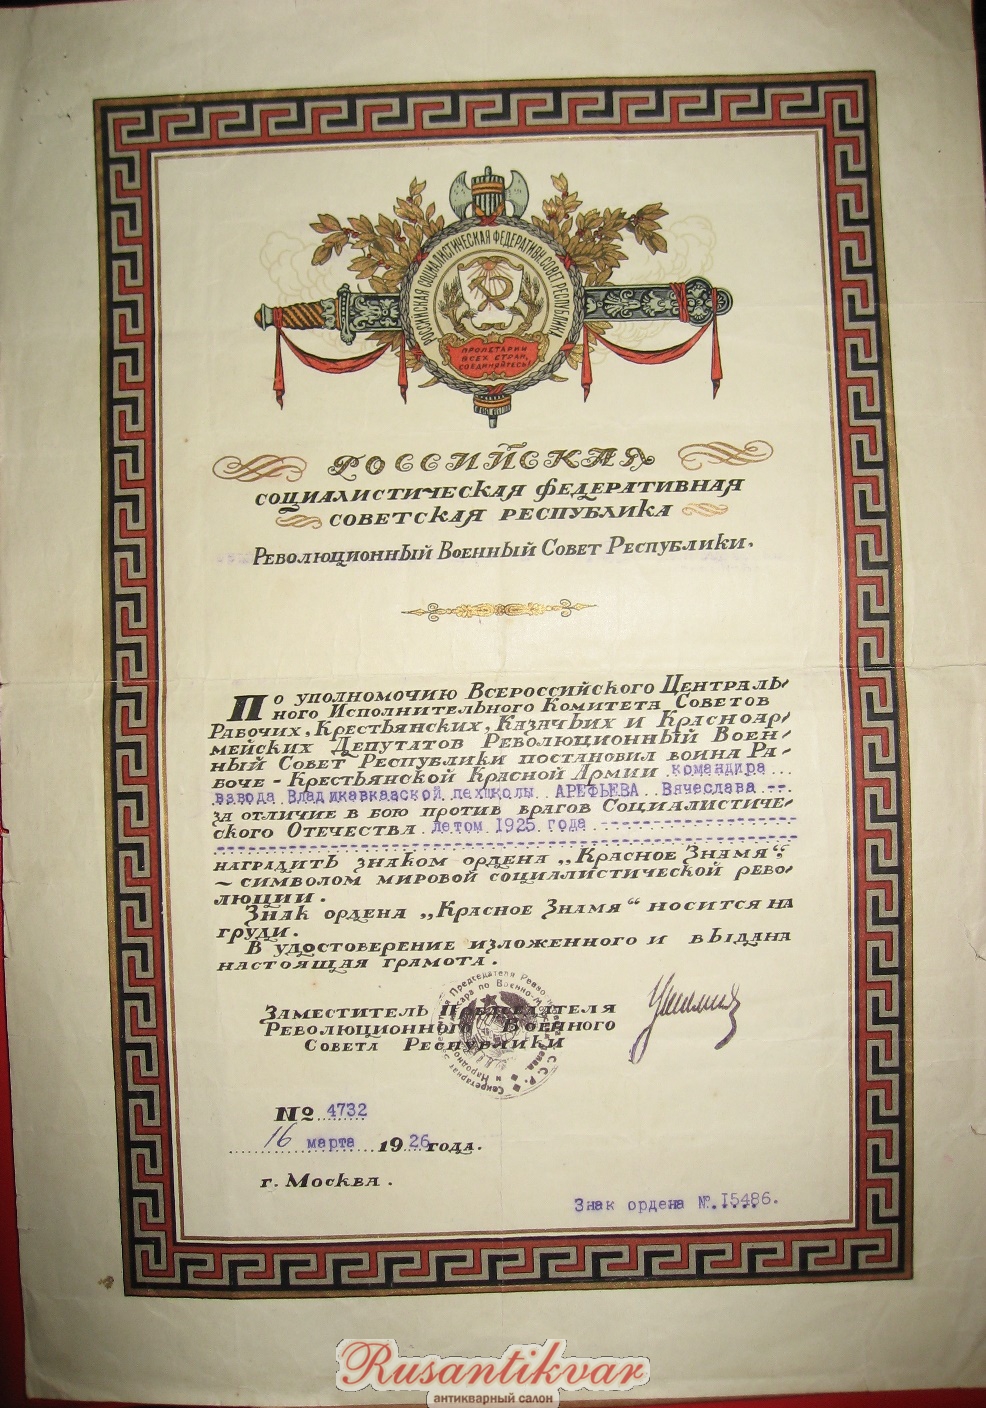 РОССИЙСКАЯ СОЦИАЛИСТИЧЕСКАЯ ФЕДЕРАТИВН. СОВЕТ. РЕСПУБЛИКА
ПРОЛЕТАРИИ
ВСЕХ СТРАН,
СОЕДИНЯЙТЕСЬ!
РОССИЙСКАЯ
СОЦИАЛИСТИЧЕСКАЯ ФЕДЕРАТИВНАЯ
СОВЕТСКАЯ РЕСПУБЛИКА
Революционный Военный Совет Республики.
По уполномочию Всероссийского Централь-
ного Исполнительного Комитета Советов
Рабочих, Крестьянских, Казачьих и Красноар-
мейских Депутатов Революционный Воен-
ный Совет Республики постановил воина Ра-
боче-Крестьянской Красной Армии командира
взвода Владикавказской пехшколы АРЕФЬЕВА Вячеслава --
за отличие в бою против врагов Социалистиче-
ского Отечества летом 1925 года
наградить знаком ордена „Красное Знамя“,
- символом мировой социалистической рево-
люции.
Знак ордена „Красное Знамя“ носится на
груди.
В удостоверение изложенного и выдана
настоящая грамота.
Заместитель Председателя
Революционного Военного
Совета Республики
№ 4732
16 марта 1926 года.
г. Москва.
Знак ордена №.15486.
Rusantikvar
антикварный салон